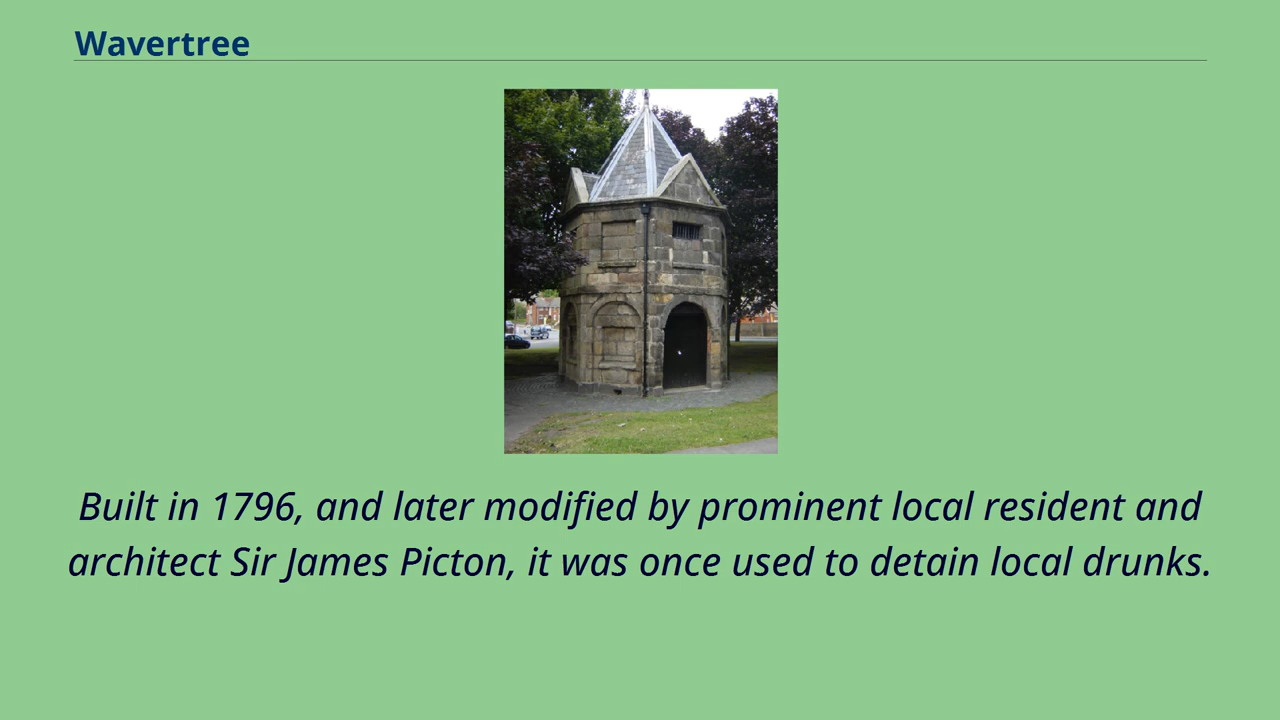 Wavertree
Built in 1796, and later modified by prominent local resident and
architect Sir James Picton, it was once used to detain local drunks.